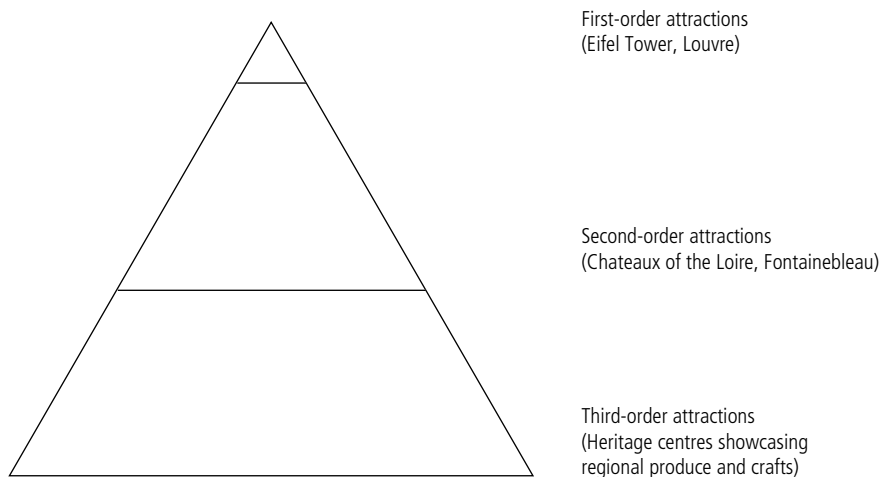 First-order attractions
(Eifel Tower, Louvre)
Second-order attractions
(Chateaux of the Loire, Fontainebleau)
Third-order attractions
(Heritage centres showcasing
regional produce and crafts)